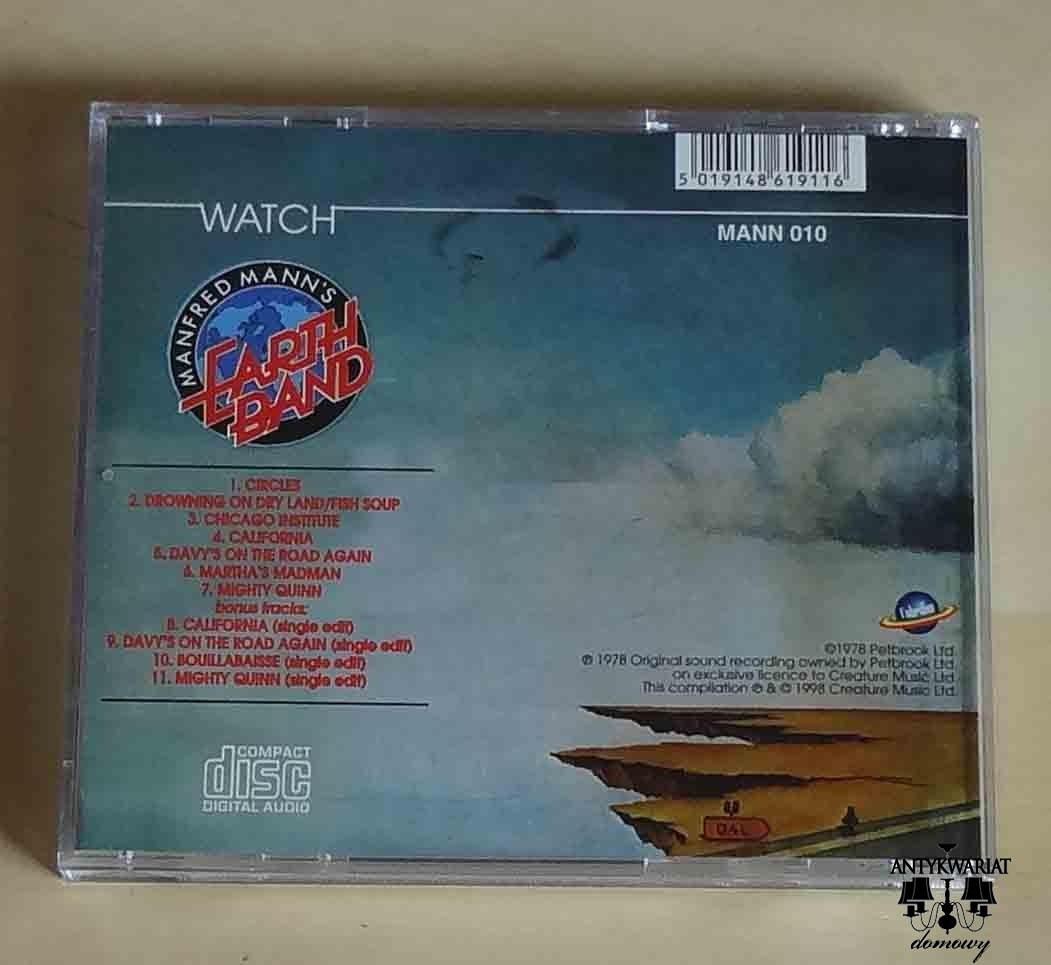 5 019148 619116
WATCH
MANN 010
MANFRED MANN'S
EARTH
BAND
1. CIRCLES
2. DROWNING ON DRY LAND/FISH SOUP
3. CHICAGO INSTITUTE
4. CALIFORNIA
5. DAVY'S ON THE ROAD AGAIN
6. MARTHA'S MADMAN
7. MIGHTY QUINN
bonus tracks:
8. CALIFORNIA (single edit)
9. DAVY'S ON THE ROAD AGAIN (single edit)
10. BOUILLABAISSE (single edit)
11. MIGHTY QUINN (single edit)
©1978 Petbrook Ltd.
℗ 1978 Original sound recording owned by Petbrook Ltd.
on exclusive licence to Creature Music Ltd.
This compilation ℗ & © 1998 Creature Music Ltd.
COMPACT
disc
DIGITAL AUDIO
ANTYKWARIAT
domowy